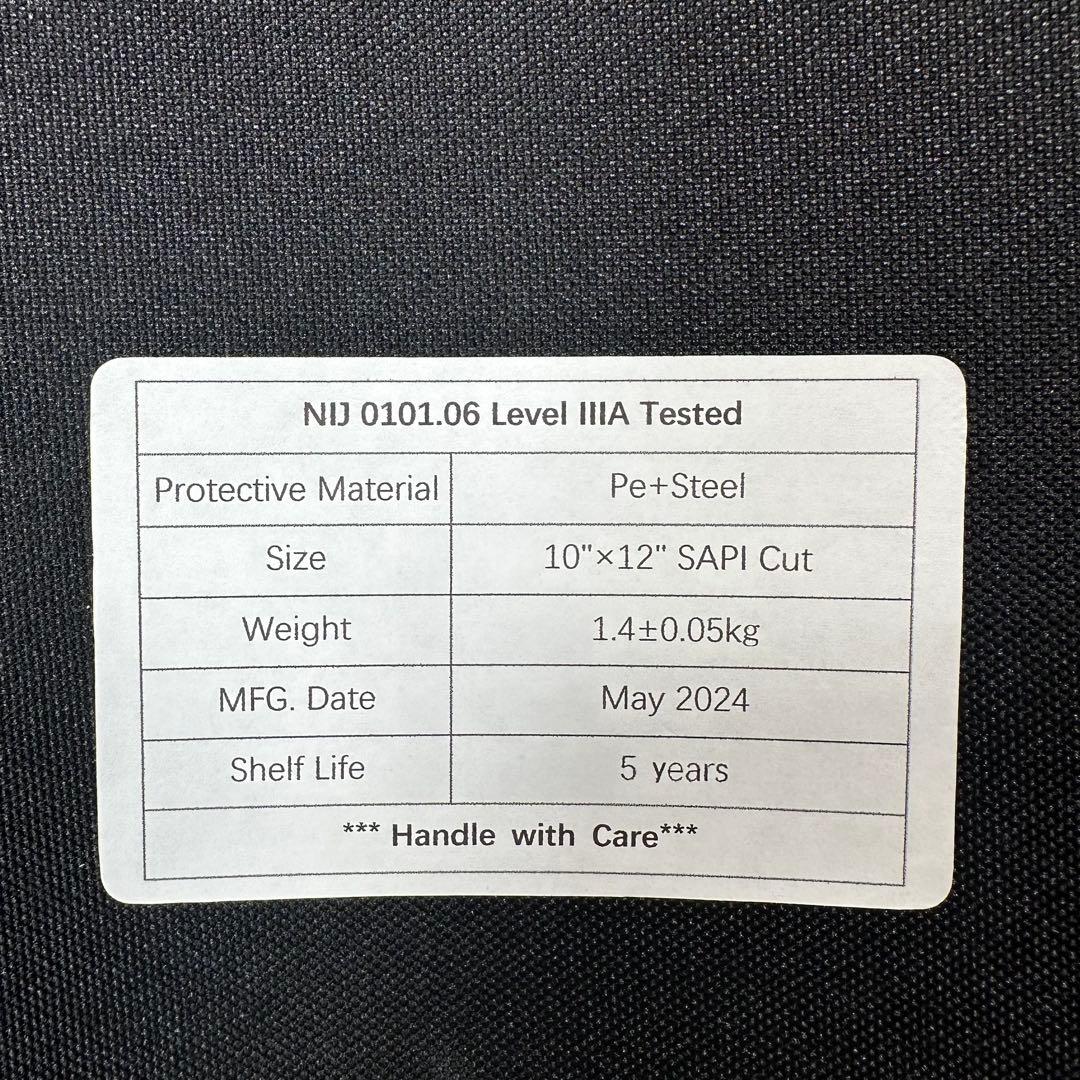 NIJ 0101.06 Level IIIA Tested
Protective Material Pe+Steel
Size 10"×12" SAPI Cut
Weight 1.4±0.05kg
MFG. Date May 2024
Shelf Life 5 years
*** Handle with Care***